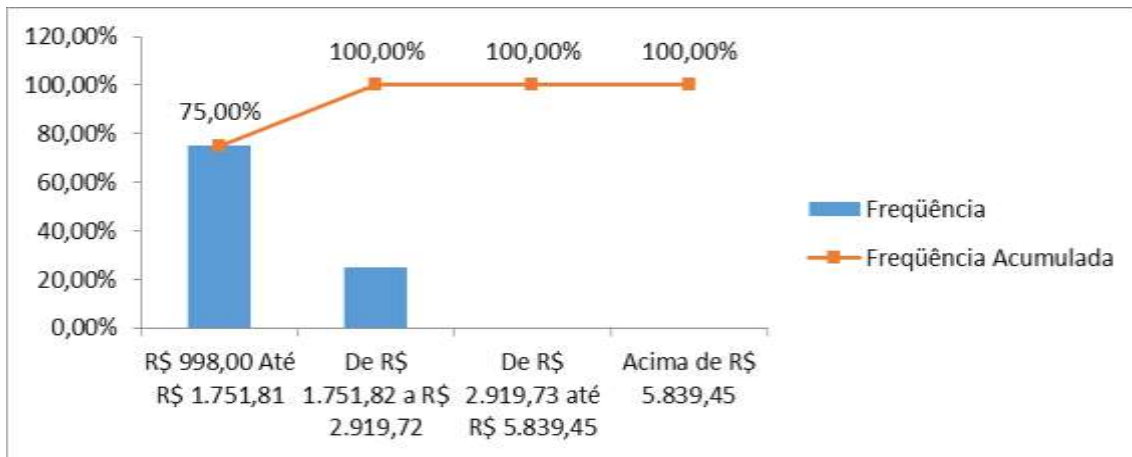 120,00%
100,00%
80,00%
60,00%
40,00%
20,00%
0,00%
75,00%
100,00%
100,00%
100,00%
R$ 998,00 Até
R$ 1.751,81
De R$
1.751,82 a R$
2.919,72
De R$
2.919,73 até
R$ 5.839,45
Acima de R$
5.839,45
Freqüência
Freqüência Acumulada